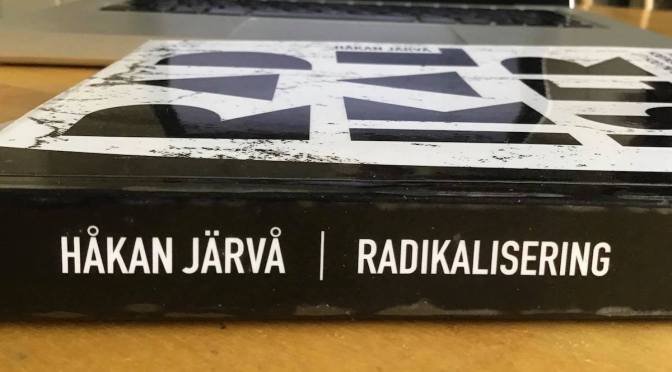 HÅKAN JÄRVÅ
HÅKAN JÄRVÅ | RADIKALISERING